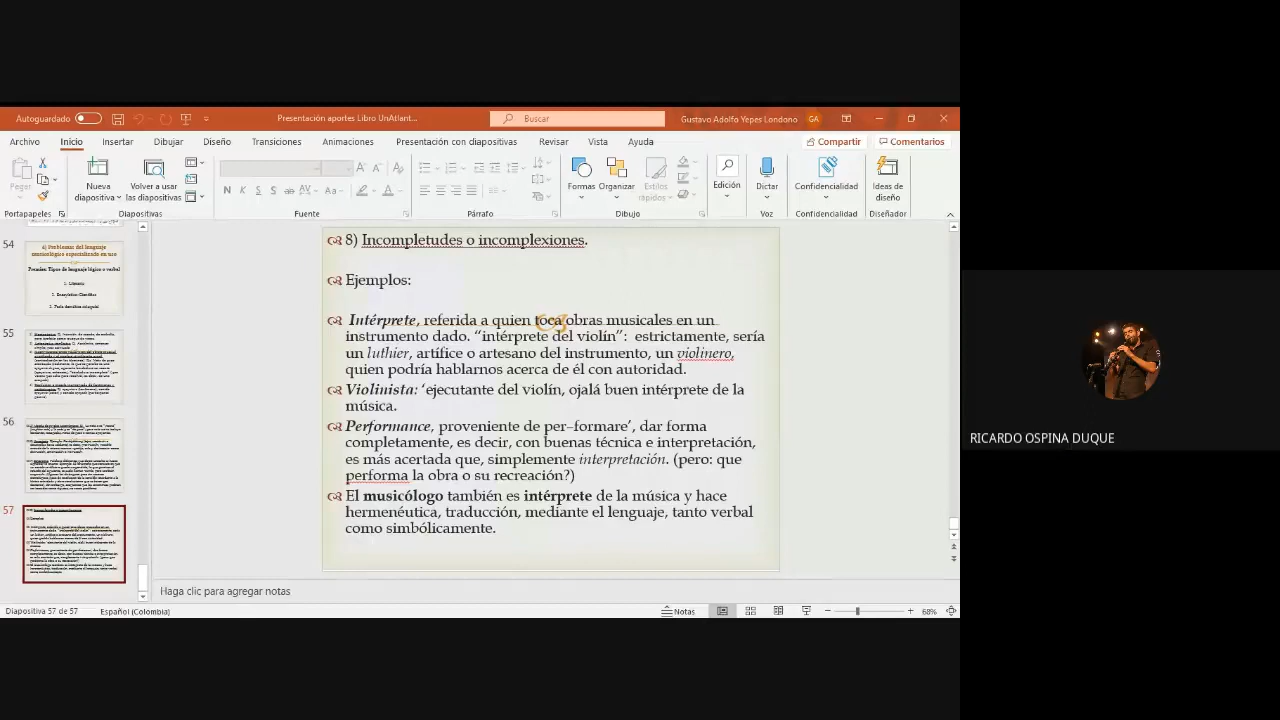 Autoguardado
Presentación aportes Libro UnAtlant...
Buscar
Gustavo Adolfo Yepes Londono
GA
Archivo
Inicio
Insertar
Dibujar
Diseño
Transiciones
Animaciones
Presentación con diapositivas
Revisar
Vista
Ayuda
Compartir
Comentarios
Pegar
Nueva
diapositiva
Volver a usar
las diapositivas
N K S S ab AV Aa A
Formas
Organizar
Estilos
rápidos
Edición
Dictar
Confidencialidad
Ideas de
diseño
Portapapeles
Diapositivas
Fuente
Párrafo
Dibujo
Voz
Confidencialidad
Diseñador
54
55
56
57
8) Incompletudes o incomplexiones.
Ejemplos:
Intérprete, referida a quien toca obras musicales en un
instrumento dado. “intérprete del violín”: estrictamente, sería
un luthier, artífice o artesano del instrumento, un violinero,
quien podría hablarnos acerca de él con autoridad.
Violinista: ‘ejecutante del violín, ojalá buen intérprete de la
música.
Performance, proveniente de per–formare’, dar forma
completamente, es decir, con buenas técnica e interpretación,
es más acertada que, simplemente interpretación. (pero: que
performa la obra o su recreación?)
El musicólogo también es intérprete de la música y hace
hermenéutica, traducción, mediante el lenguaje, tanto verbal
como simbólicamente.
Haga clic para agregar notas
Diapositiva 57 de 57
Español (Colombia)
Notas
68%
RICARDO OSPINA DUQUE